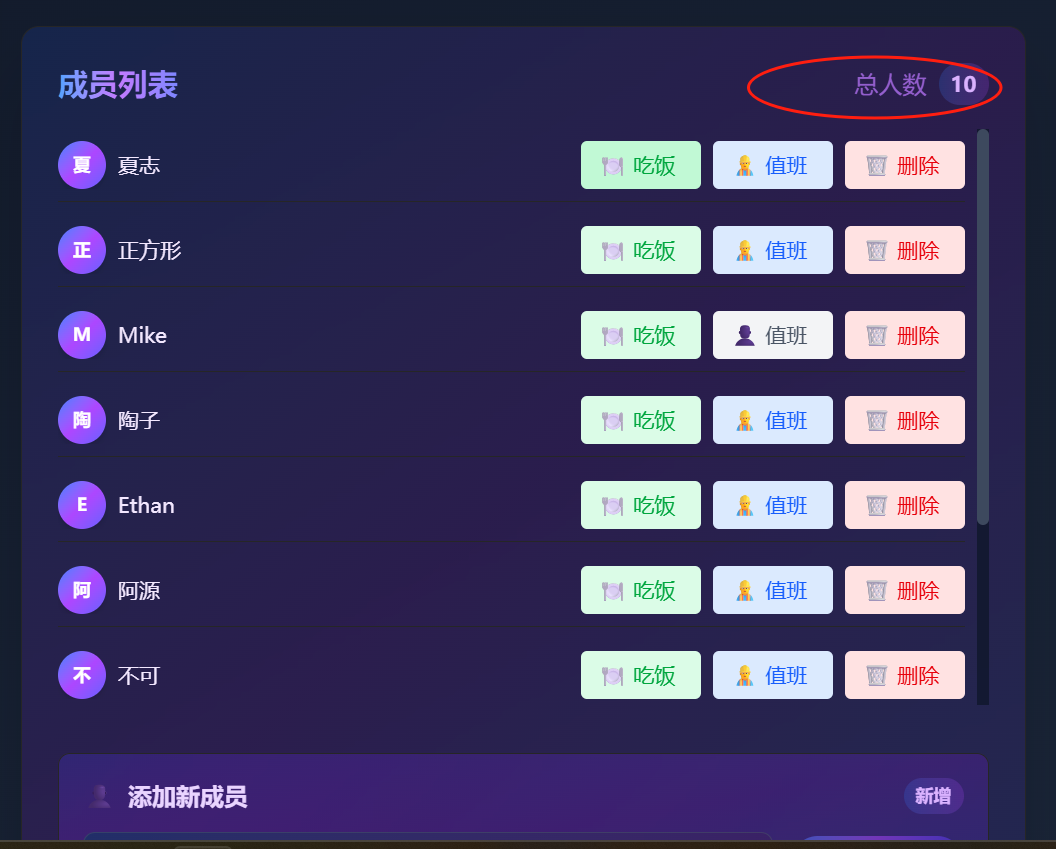 成员列表 总人数 10
夏 夏志 吃饭 值班 删除
正 正方形 吃饭 值班 删除
M Mike 吃饭 值班 删除
陶 陶子 吃饭 值班 删除
E Ethan 吃饭 值班 删除
阿 阿源 吃饭 值班 删除
不 不可 吃饭 值班 删除
添加新成员 新增